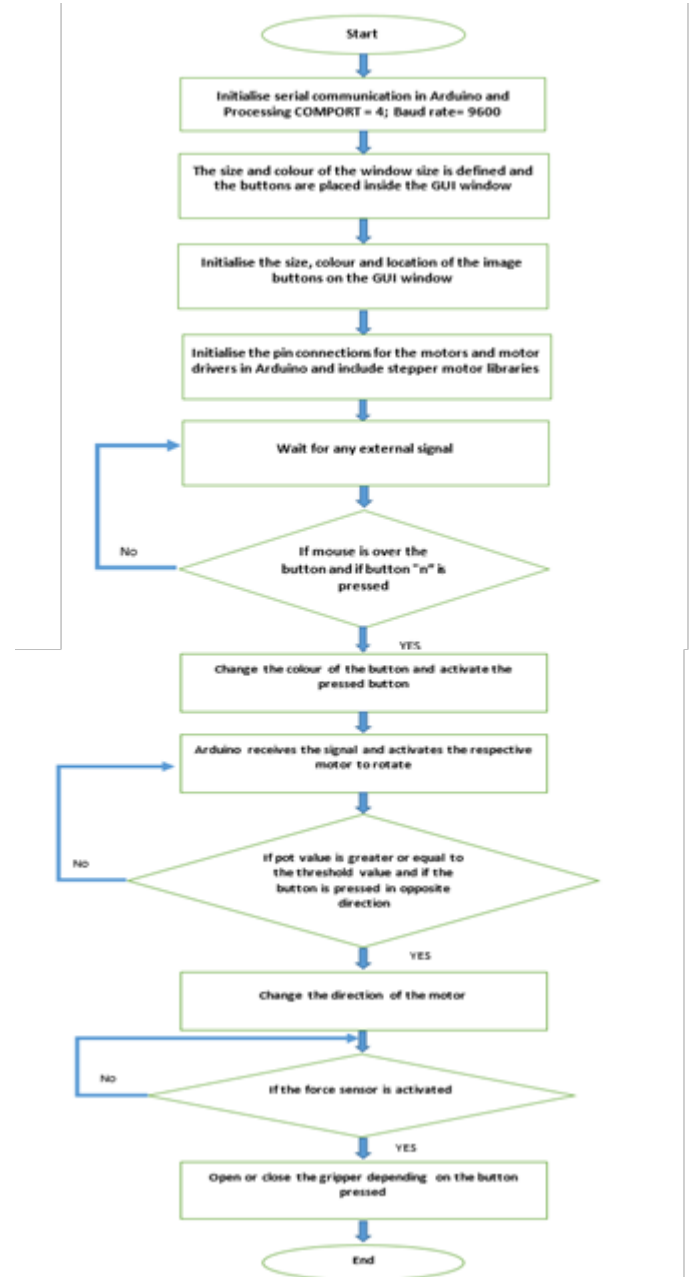 Start
Initialise serial communication in Arduino and
Processing COMPORT = 4; Baud rate= 9600
The size and colour of the window size is defined and
the buttons are placed inside the GUI window
Initialise the size, colour and location of the image
buttons on the GUI window
Initialise the pin connections for the motors and motor
drivers in Arduino and include stepper motor libraries
Wait for any external signal
No
If mouse is over the
button and if button "n" is
pressed
YES
Change the colour of the button and activate the
pressed button
Arduino receives the signal and activates the respective
motor to rotate
No
If pot value is greater or equal to
the threshold value and if the
button is pressed in opposite
direction
YES
Change the direction of the motor
No
If the force sensor is activated
YES
Open or close the gripper depending on the button
pressed
End